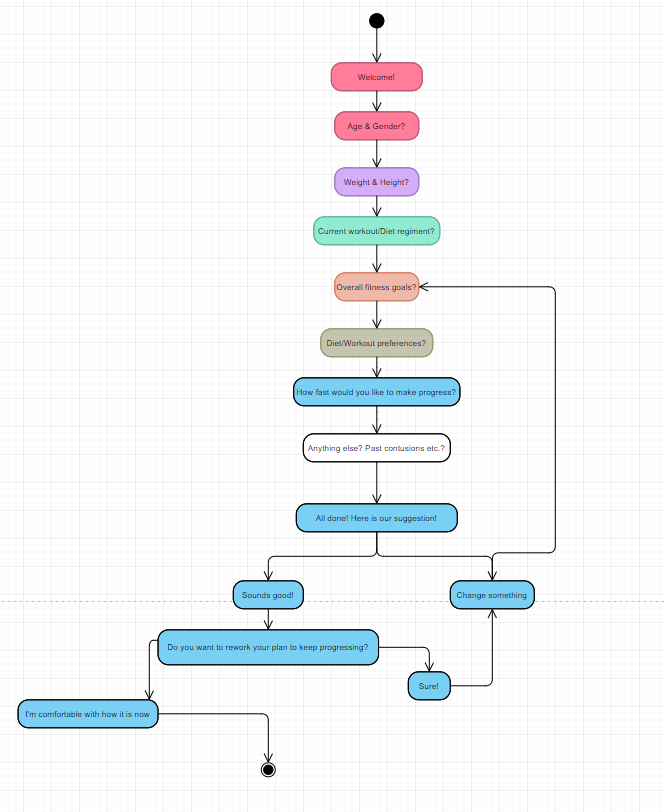 Welcome!
Age & Gender?
Weight & Height?
Current workout/Diet regiment?
Overall fitness goals?
Diet/Workout preferences?
How fast would you like to make progress?
Anything else? Past contusions etc.?
All done! Here is our suggestion!
Sounds good!
Change something
Do you want to rework your plan to keep progressing?
Sure!
I'm comfortable with how it is now